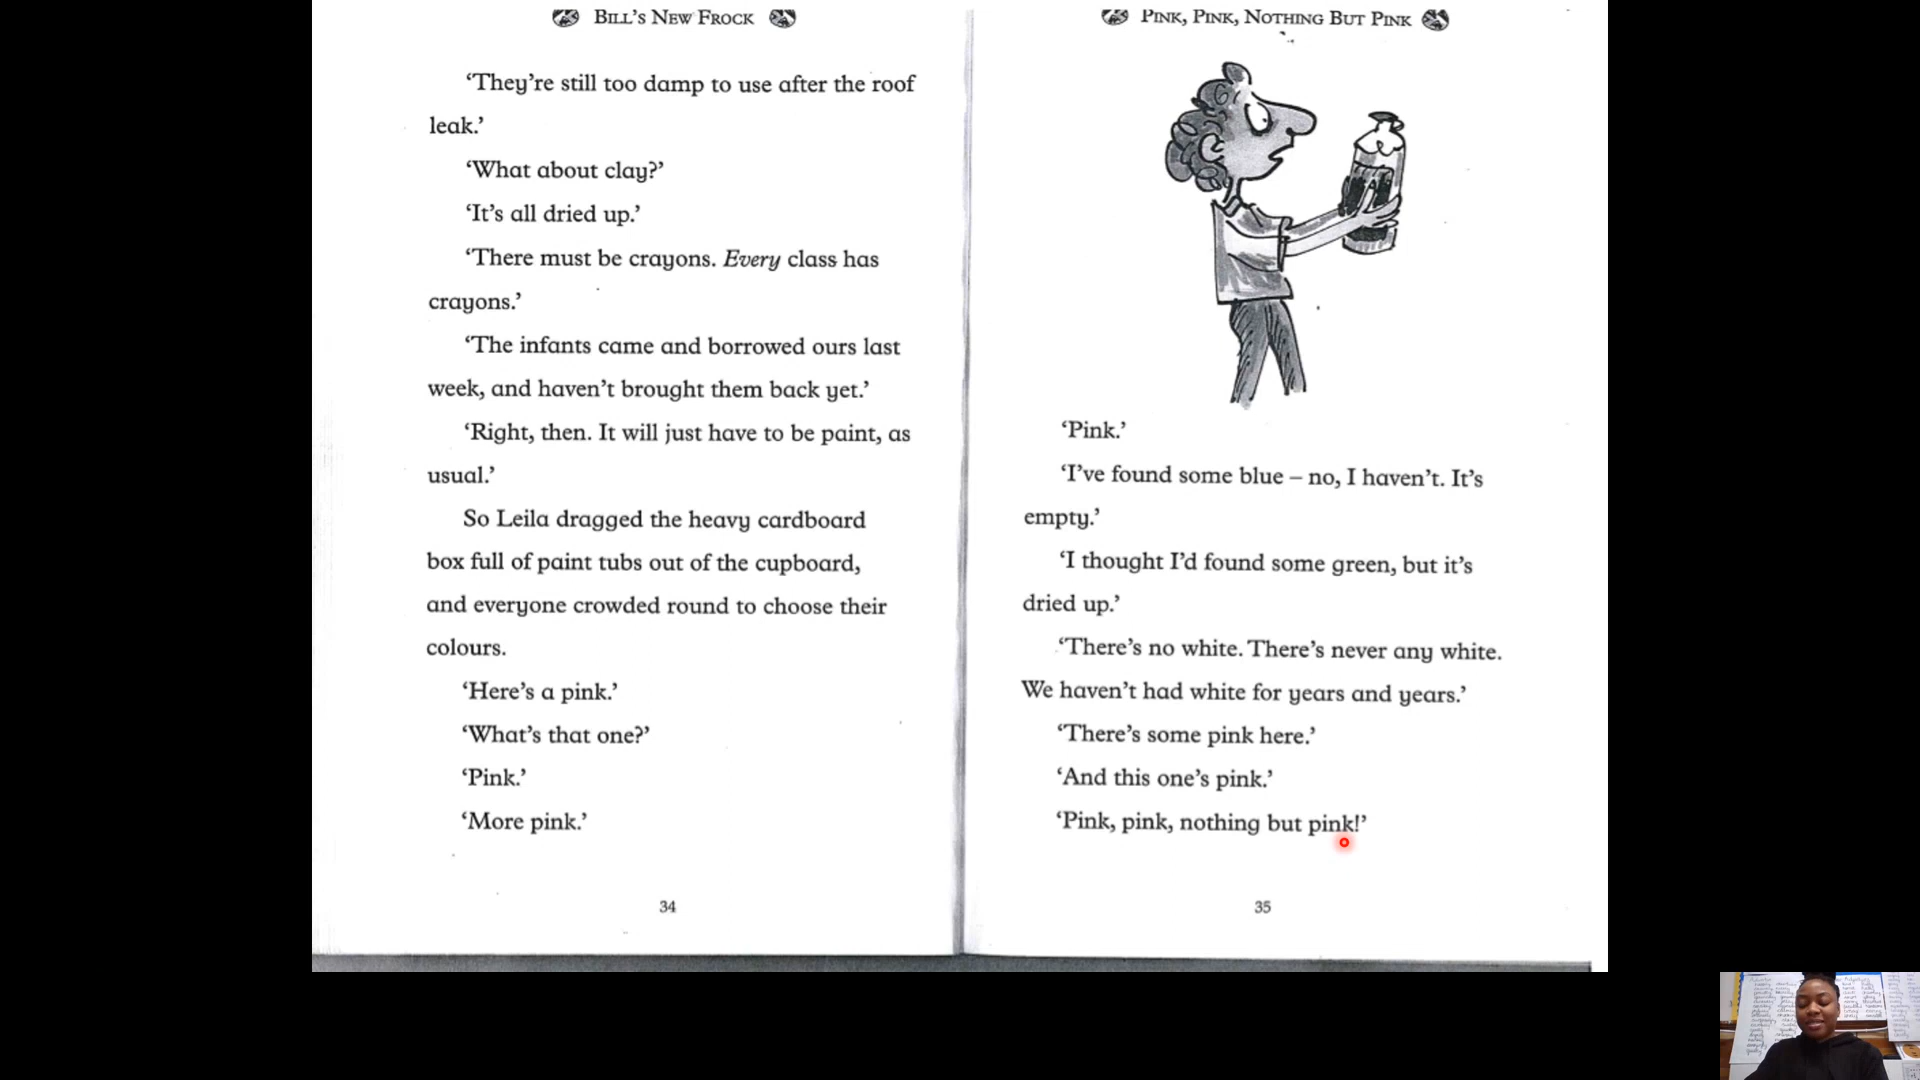 BILL'S NEW FROCK
‘They're still too damp to use after the roof
leak.’
‘What about clay?’
‘It's all dried up.’
‘There must be crayons. Every class has
crayons.’
‘The infants came and borrowed ours last
week, and haven't brought them back yet.’
‘Right, then. It will just have to be paint, as
usual.’
So Leila dragged the heavy cardboard
box full of paint tubs out of the cupboard,
and everyone crowded round to choose their
colours.
‘Here's a pink.’
‘What's that one?’
‘Pink.’
‘More pink.’
34
PINK, PINK, NOTHING BUT PINK
‘Pink.’
‘I've found some blue – no, I haven't. It's
empty.’
‘I thought I'd found some green, but it's
dried up.’
‘There's no white. There's never any white.
We haven't had white for years and years.’
‘There's some pink here.’
‘And this one's pink.’
‘Pink, pink, nothing but pink!’
35